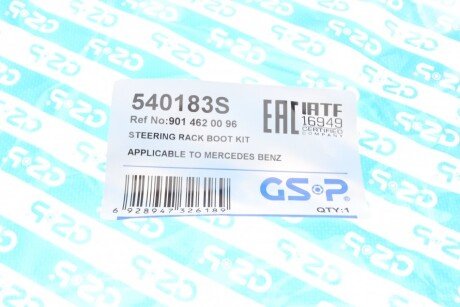 540183S
Ref No:901 462 00 96
STEERING RACK BOOT KIT
APPLICABLE TO MERCEDES BENZ
EAC
IATF
16949
CERTIFIED
COMPANY
GSP
QTY:1
6 928947 326189